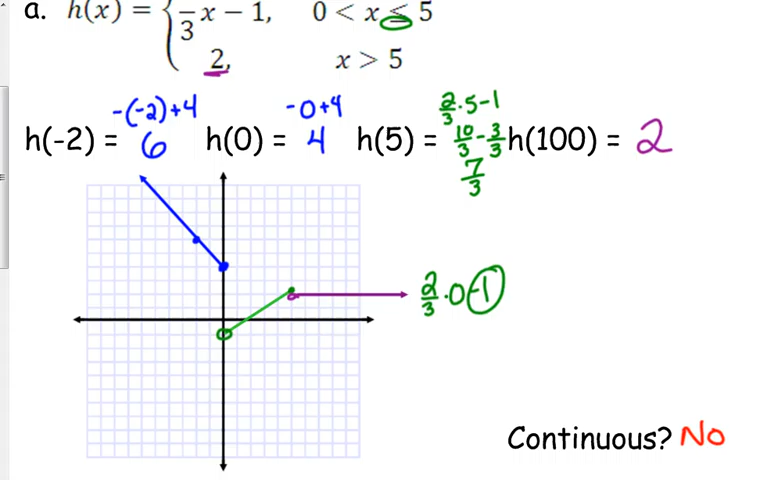 a. h(x) = { _/3 x − 1, 0 < x ≤ 5
2, x > 5
-(-2)+4 -0+4 2/3·5-1
h(-2) = 6 h(0) = 4 h(5) = 10/3 - 3/3 h(100) = 2
7/3
2/3·0-1
Continuous? No